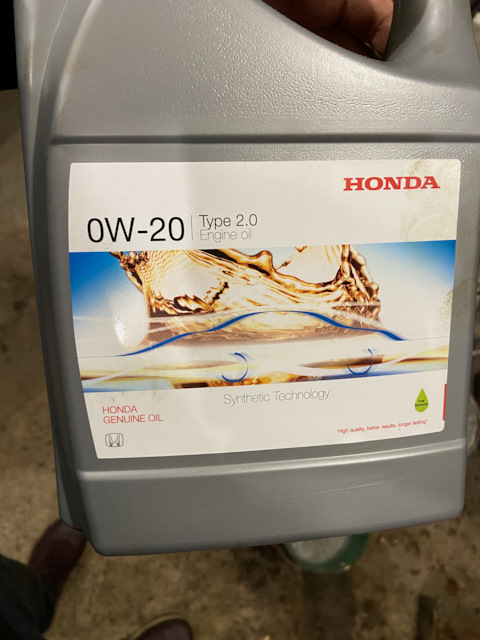 HONDA
0W-20
Type 2.0
Engine oil
Synthetic Technology
HONDA
GENUINE OIL
High quality, better results, longer lasting*